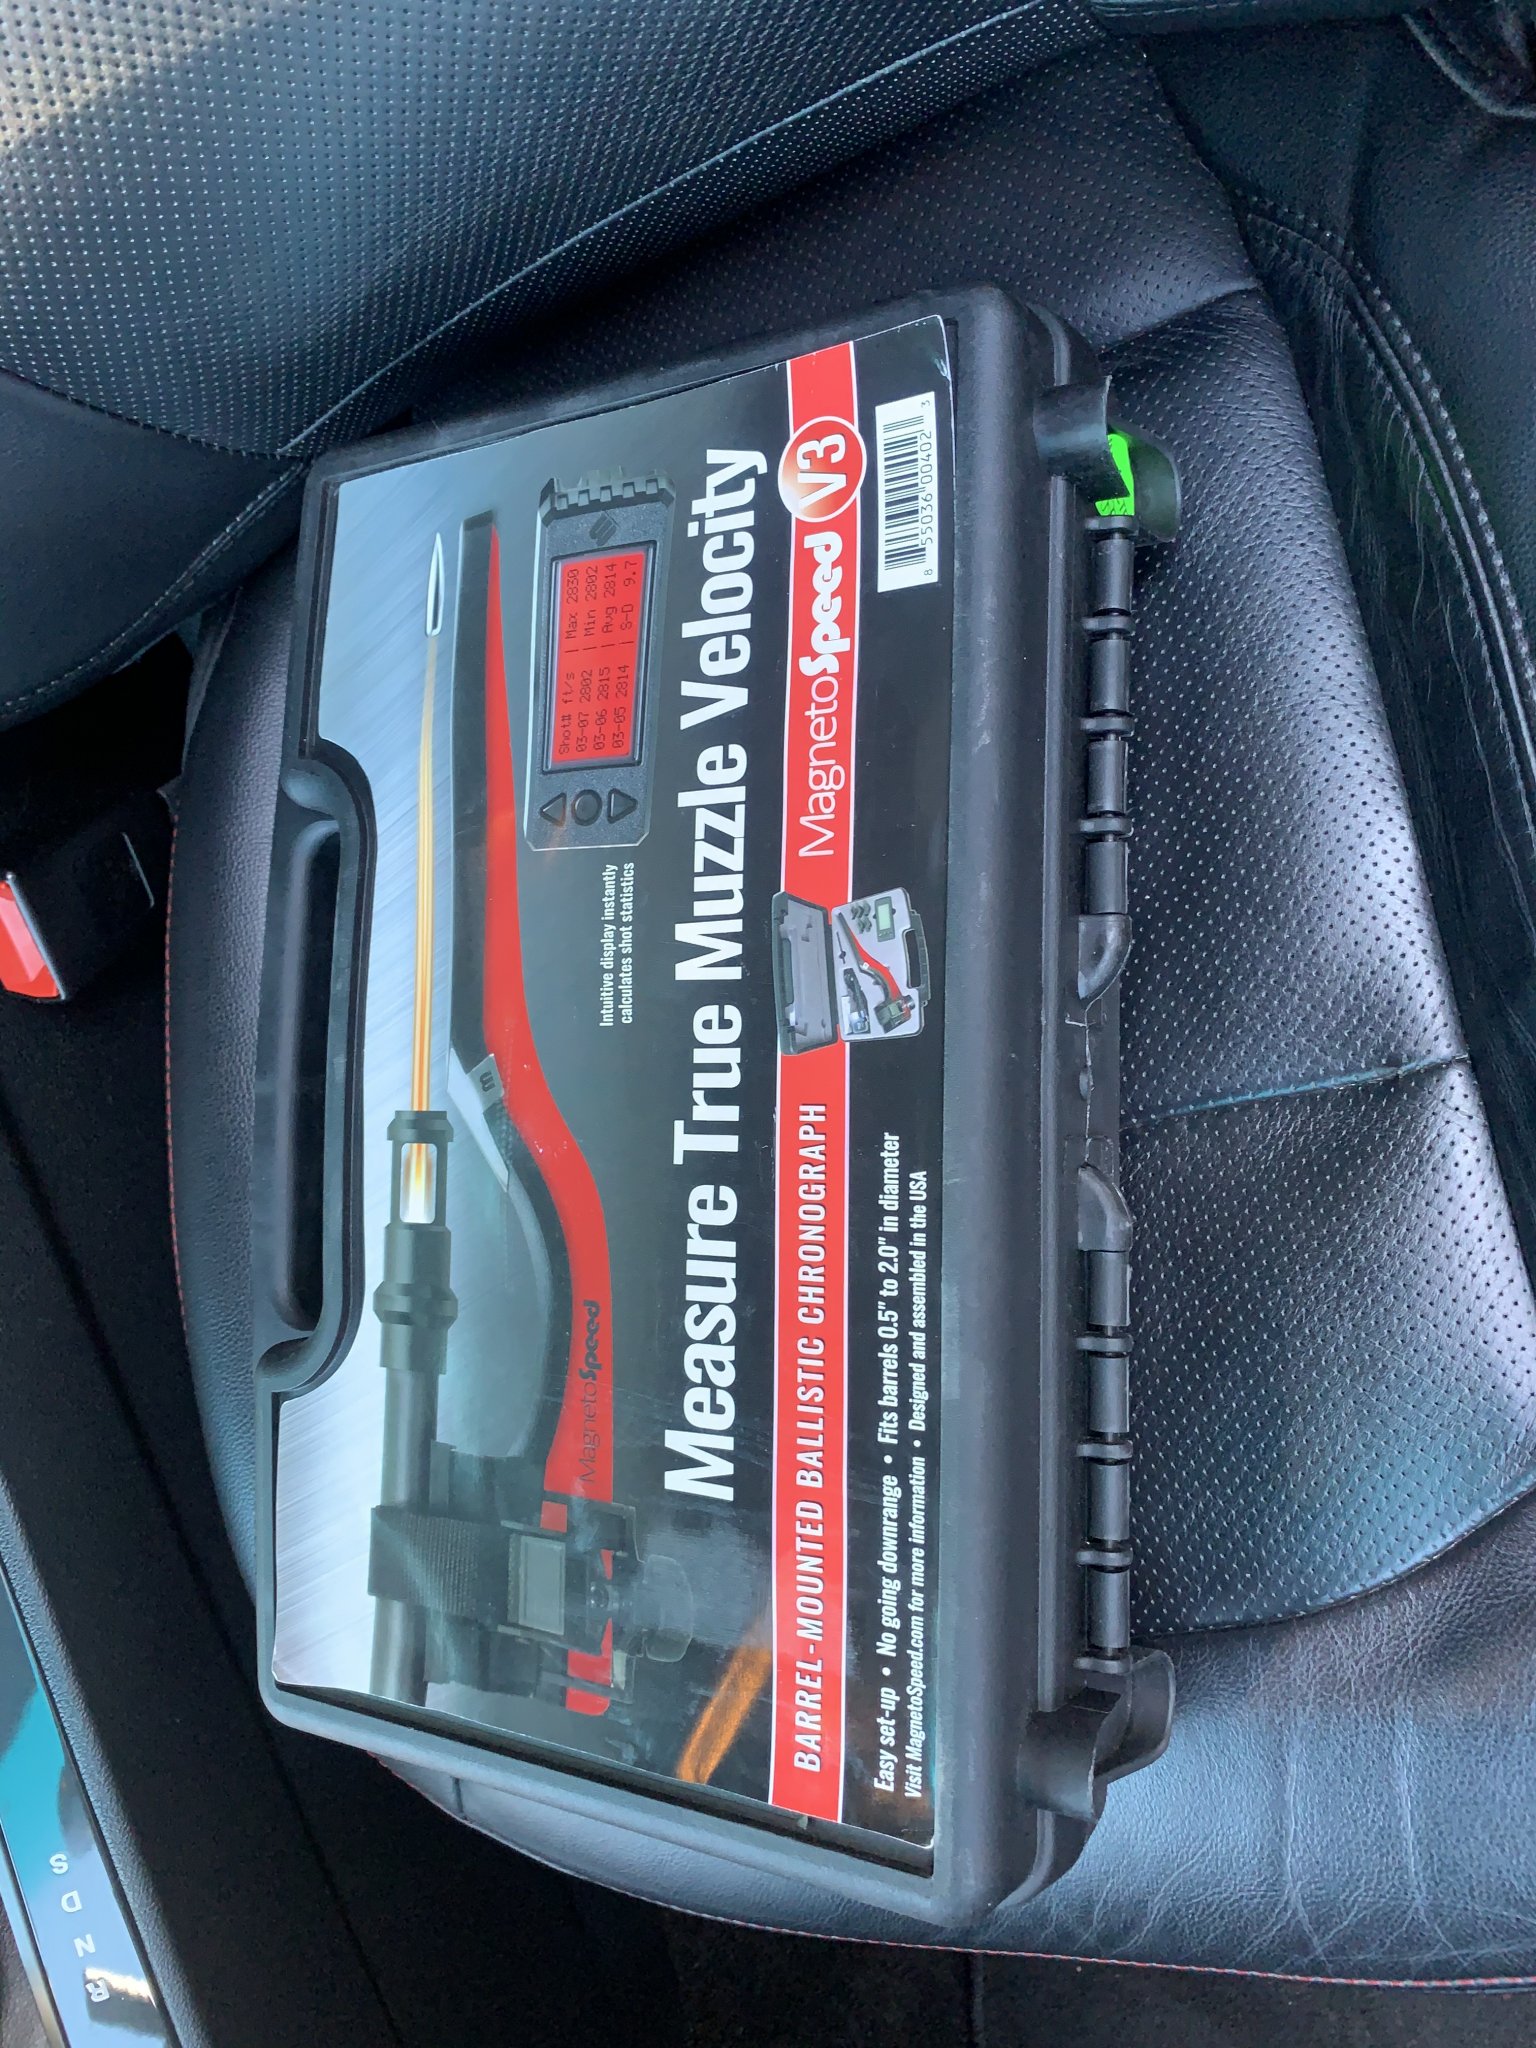 MagnetoSpeed
Shot# ft/s | Max 2830
03-07 2802 | Min 2802
03-06 2815 | Avg 2814
03-05 2814 | S-D 9.7
Intuitive display instantly
calculates shot statistics
Measure True Muzzle Velocity
BARREL-MOUNTED BALLISTIC CHRONOGRAPH
MagnetoSpeed V3
Easy set-up • No going downrange • Fits barrels 0.5" to 2.0" in diameter
Visit MagnetoSpeed.com for more information • Designed and assembled in the USA
8 55036 00402 3
R N D S